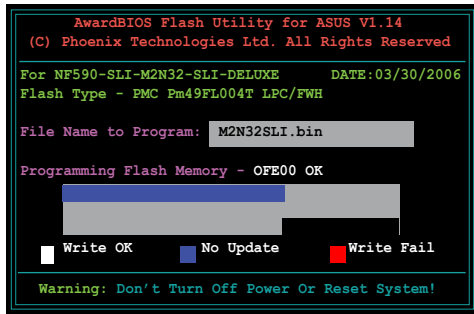 AwardBIOS Flash Utility for ASUS V1.14
(C) Phoenix Technologies Ltd. All Rights Reserved
For NF590-SLI-M2N32-SLI-DELUXE DATE:03/30/2006
Flash Type - PMC Pm49FL004T LPC/FWH
File Name to Program: M2N32SLI.bin
Programming Flash Memory - OFE00 OK
Write OK No Update Write Fail
Warning: Don't Turn Off Power Or Reset System!